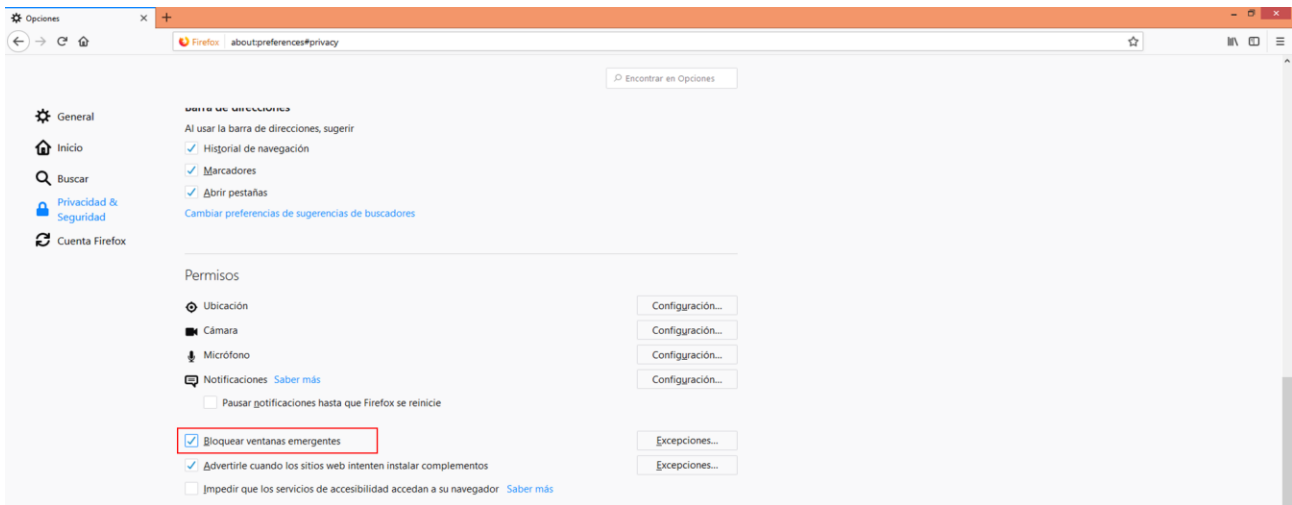 Opciones
Firefox about:preferences#privacy
Encontrar en Opciones
General
Inicio
Buscar
Privacidad &
Seguridad
Cuenta Firefox
Barra de direcciones
Al usar la barra de direcciones, sugerir
Historial de navegación
Marcadores
Abrir pestañas
Cambiar preferencias de sugerencias de buscadores
Permisos
Ubicación Configuración...
Cámara Configuración...
Micrófono Configuración...
Notificaciones Saber más Configuración...
Pausar notificaciones hasta que Firefox se reinicie
Bloquear ventanas emergentes Excepciones...
Advertirle cuando los sitios web intenten instalar complementos Excepciones...
Impedir que los servicios de accesibilidad accedan a su navegador Saber más